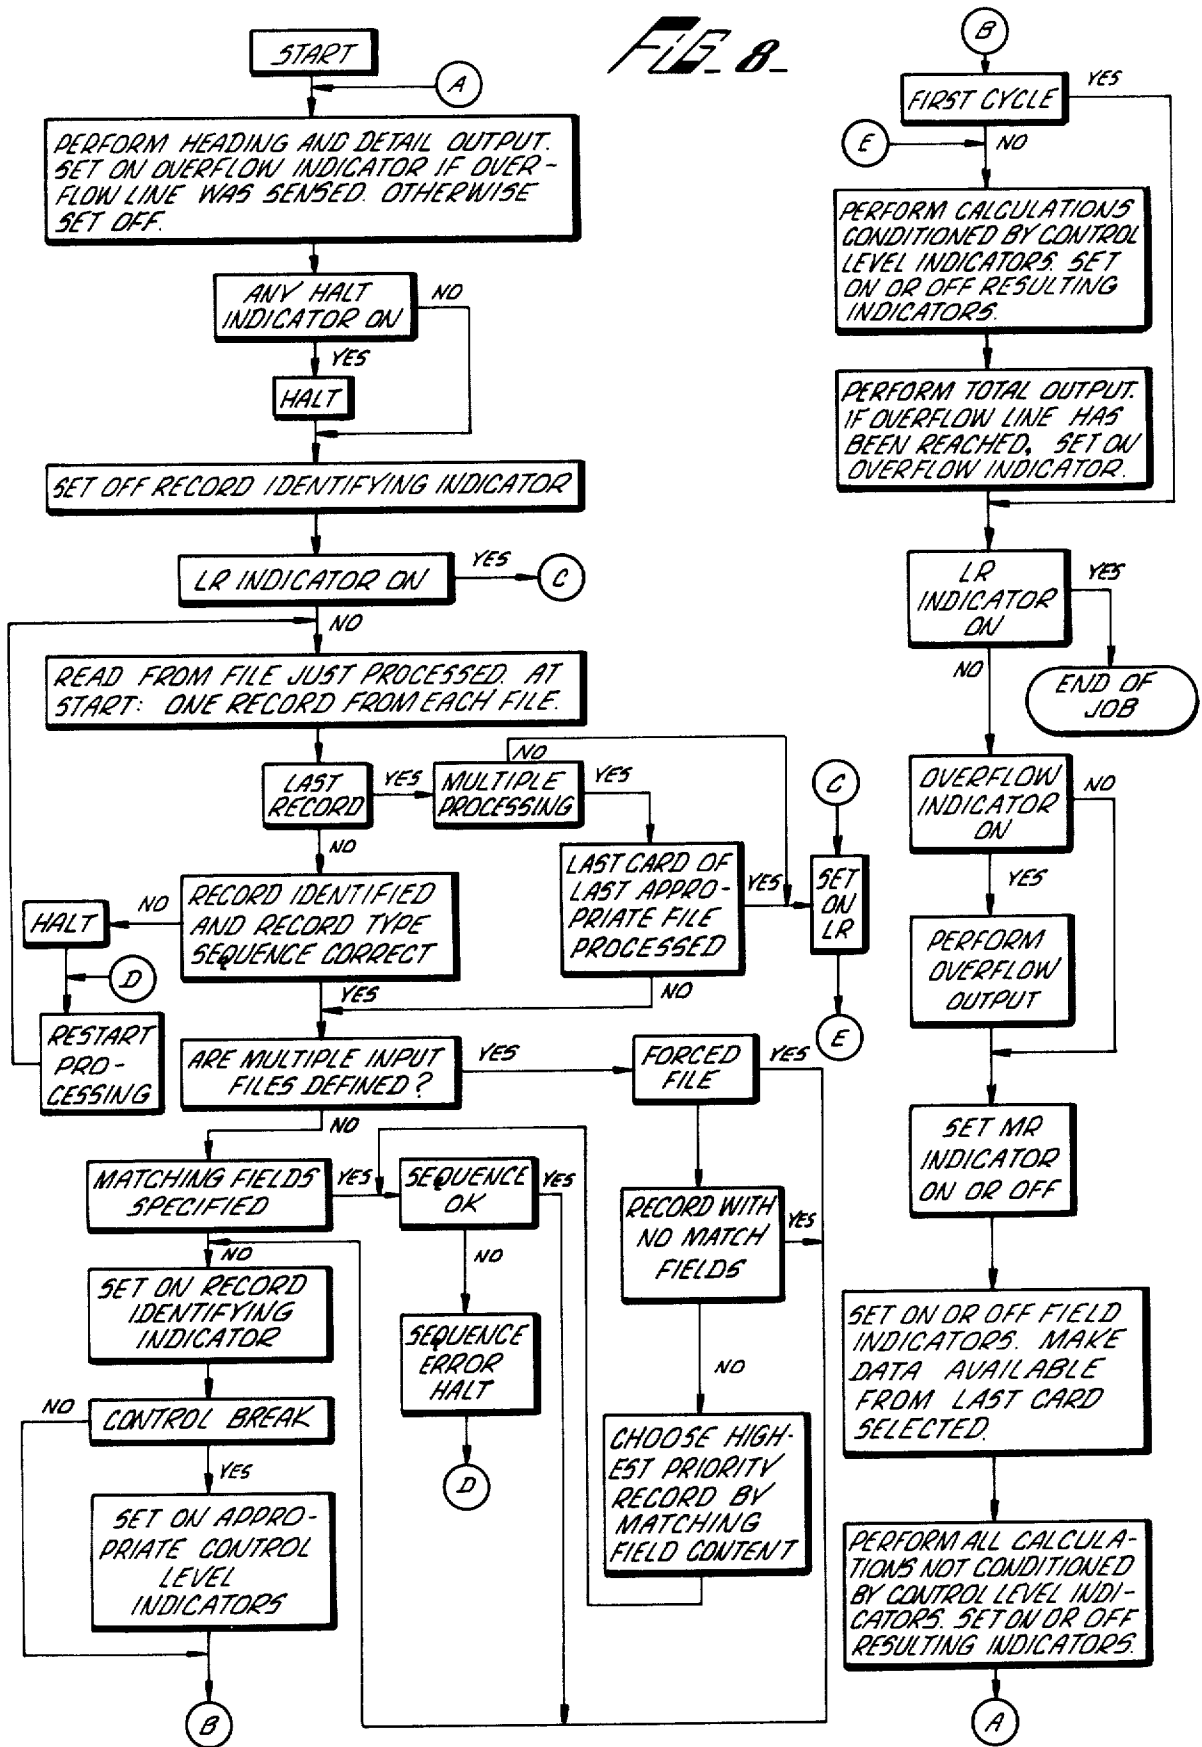 FIG. 8
START
A
PERFORM HEADING AND DETAIL OUTPUT.
SET ON OVERFLOW INDICATOR IF OVER-
FLOW LINE WAS SENSED. OTHERWISE
SET OFF.
ANY HALT
INDICATOR ON
NO
YES
HALT
SET OFF RECORD IDENTIFYING INDICATOR
LR INDICATOR ON
YES
C
NO
READ FROM FILE JUST PROCESSED. AT
START: ONE RECORD FROM EACH FILE.
LAST
RECORD
YES
MULTIPLE
PROCESSING
NO
YES
NO
LAST CARD OF
LAST APPRO-
PRIATE FILE
PROCESSED
YES
NO
C
SET
ON
LR
E
RECORD IDENTIFIED
AND RECORD TYPE
SEQUENCE CORRECT
NO
HALT
D
RESTART
PRO-
CESSING
YES
ARE MULTIPLE INPUT
FILES DEFINED?
YES
FORCED
FILE
YES
NO
MATCHING FIELDS
SPECIFIED
YES
SEQUENCE
OK
YES
NO
SEQUENCE
ERROR
HALT
D
RECORD WITH
NO MATCH
FIELDS
YES
NO
CHOOSE HIGH-
EST PRIORITY
RECORD BY
MATCHING
FIELD CONTENT
NO
SET ON RECORD
IDENTIFYING
INDICATOR
CONTROL BREAK
NO
YES
SET ON APPRO-
PRIATE CONTROL
LEVEL
INDICATORS
B
B
FIRST CYCLE
YES
E
NO
PERFORM CALCULATIONS
CONDITIONED BY CONTROL
LEVEL INDICATORS. SET
ON OR OFF RESULTING
INDICATORS.
PERFORM TOTAL OUTPUT.
IF OVERFLOW LINE HAS
BEEN REACHED, SET ON
OVERFLOW INDICATOR.
LR
INDICATOR
ON
YES
END OF
JOB
NO
OVERFLOW
INDICATOR
ON
NO
YES
PERFORM
OVERFLOW
OUTPUT
SET MR
INDICATOR
ON OR OFF
SET ON OR OFF FIELD
INDICATORS. MAKE
DATA AVAILABLE
FROM LAST CARD
SELECTED.
PERFORM ALL CALCULA-
TIONS NOT CONDITIONED
BY CONTROL LEVEL INDI-
CATORS. SET ON OR OFF
RESULTING INDICATORS.
A